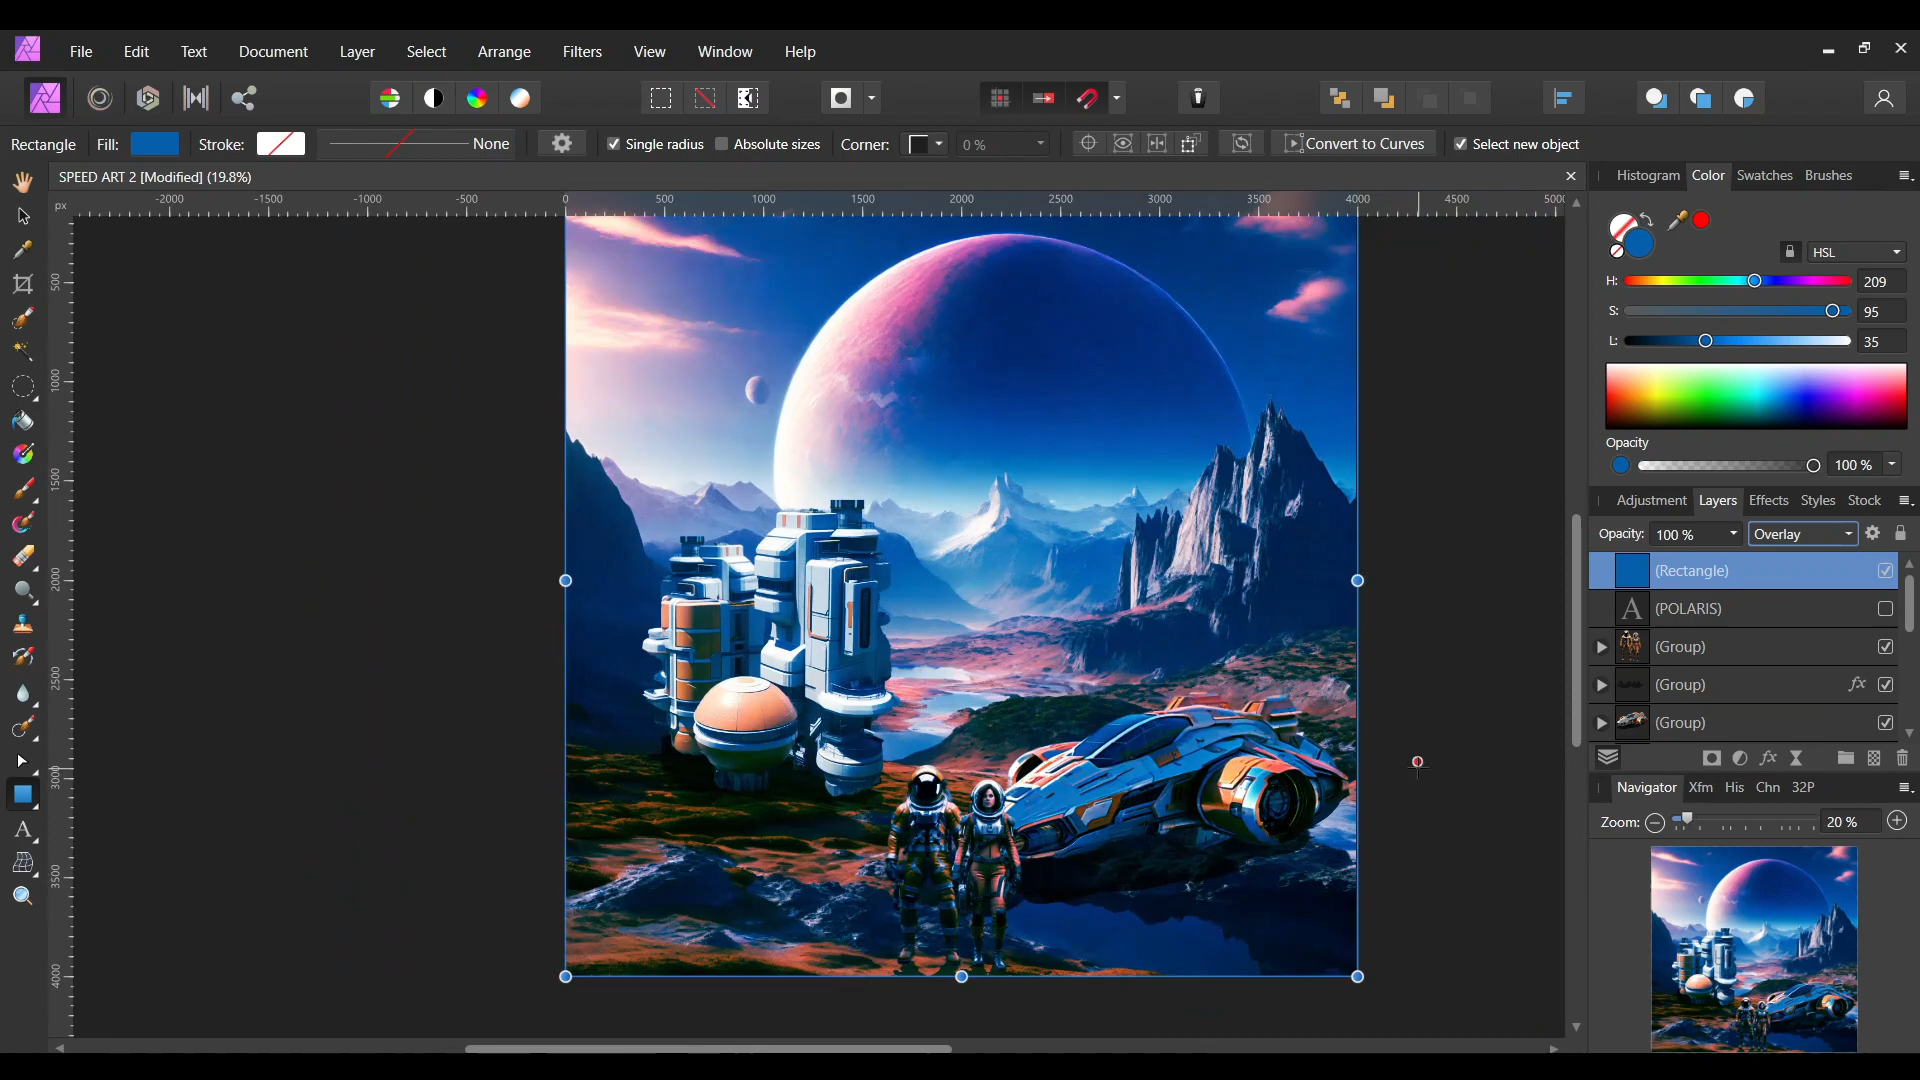 File Edit Text Document Layer Select Arrange Filters View Window Help
Rectangle Fill: Stroke: None Single radius Absolute sizes Corner: 0 % Convert to Curves Select new object
SPEED ART 2 [Modified] (19.8%)
px -2000 -1500 -1000 -500 0 500 1000 1500 2000 2500 3000 3500 4000 4500 5000
500
1000
1500
2000
2500
3000
3500
4000
Histogram Color Swatches Brushes
HSL
H: 209
S: 95
L: 35
Opacity
100 %
Adjustment Layers Effects Styles Stock
Opacity: 100 % Overlay
(Rectangle)
A (POLARIS)
(Group)
(Group) fx
(Group)
fx
Navigator Xfm His Chn 32P
Zoom: 20 %